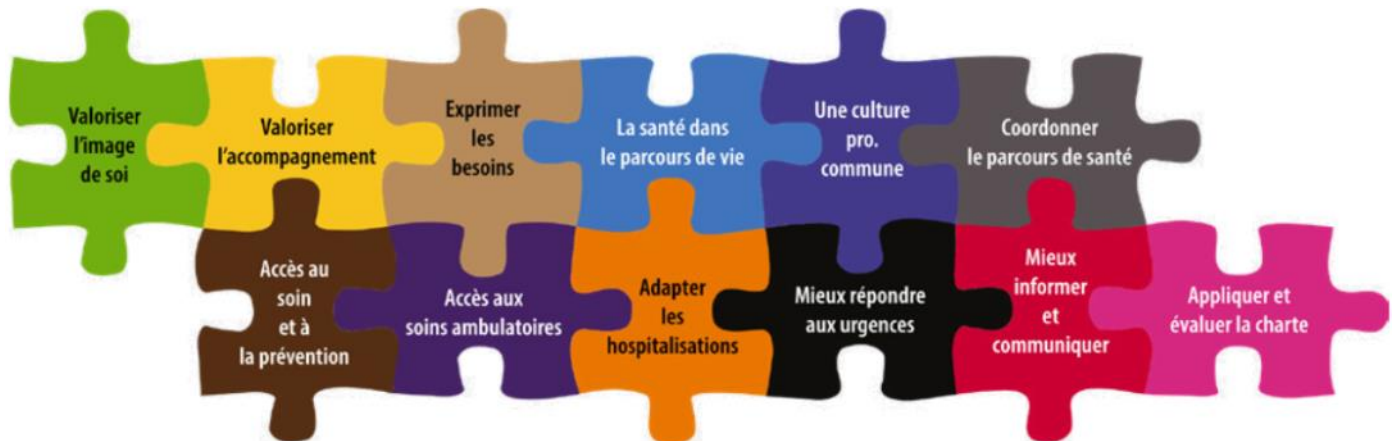 Valoriser
l'image
de soi
Valoriser
l'accompagnement
Exprimer
les
besoins
La santé dans
le parcours de vie
Une culture
pro.
commune
Coordonner
le parcours de santé
Accès au
soin
et à
la prévention
Accès aux
soins ambulatoires
Adapter
les
hospitalisations
Mieux répondre
aux urgences
Mieux
informer
et
communiquer
Appliquer et
évaluer la charte